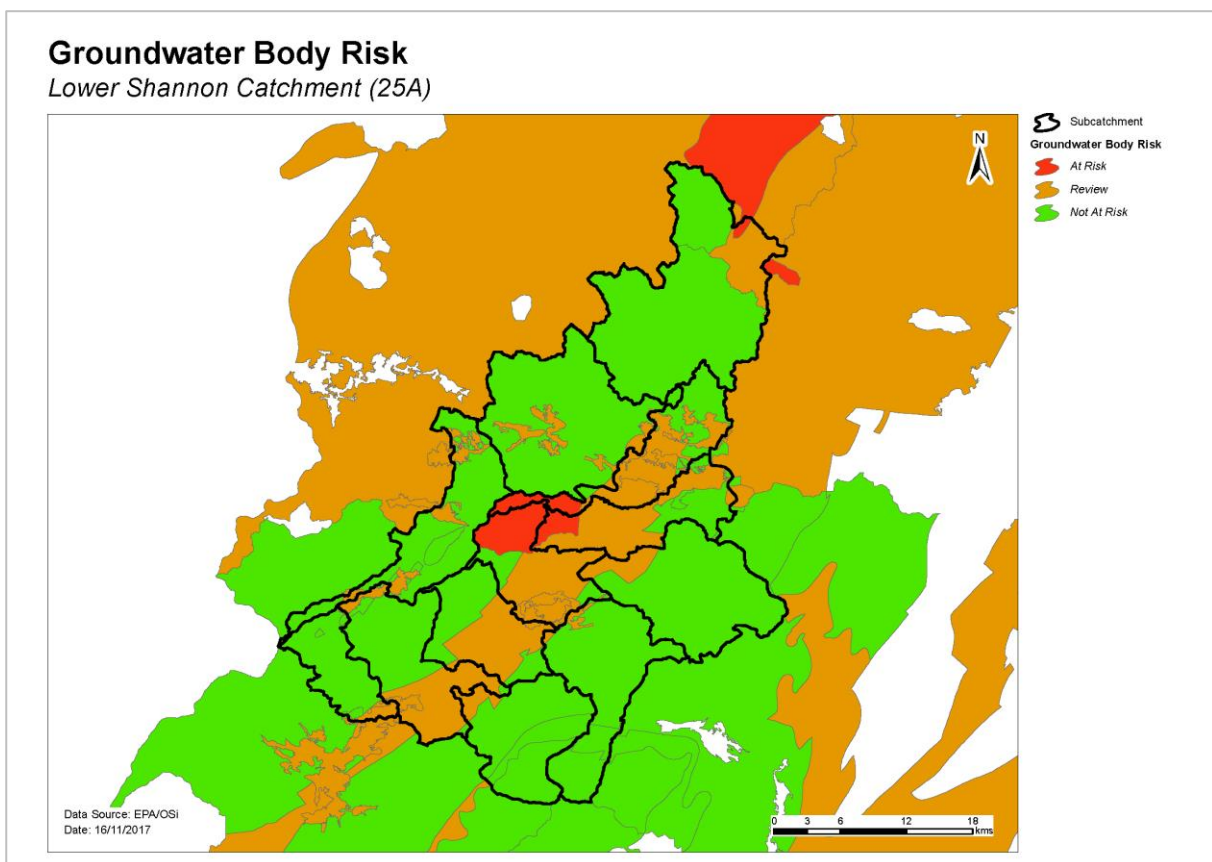 Groundwater Body Risk
Lower Shannon Catchment (25A)
N
Subcatchment
Groundwater Body Risk
At Risk
Review
Not At Risk
Data Source: EPA/OSi
Date: 16/11/2017
0 3 6 12 18
kms